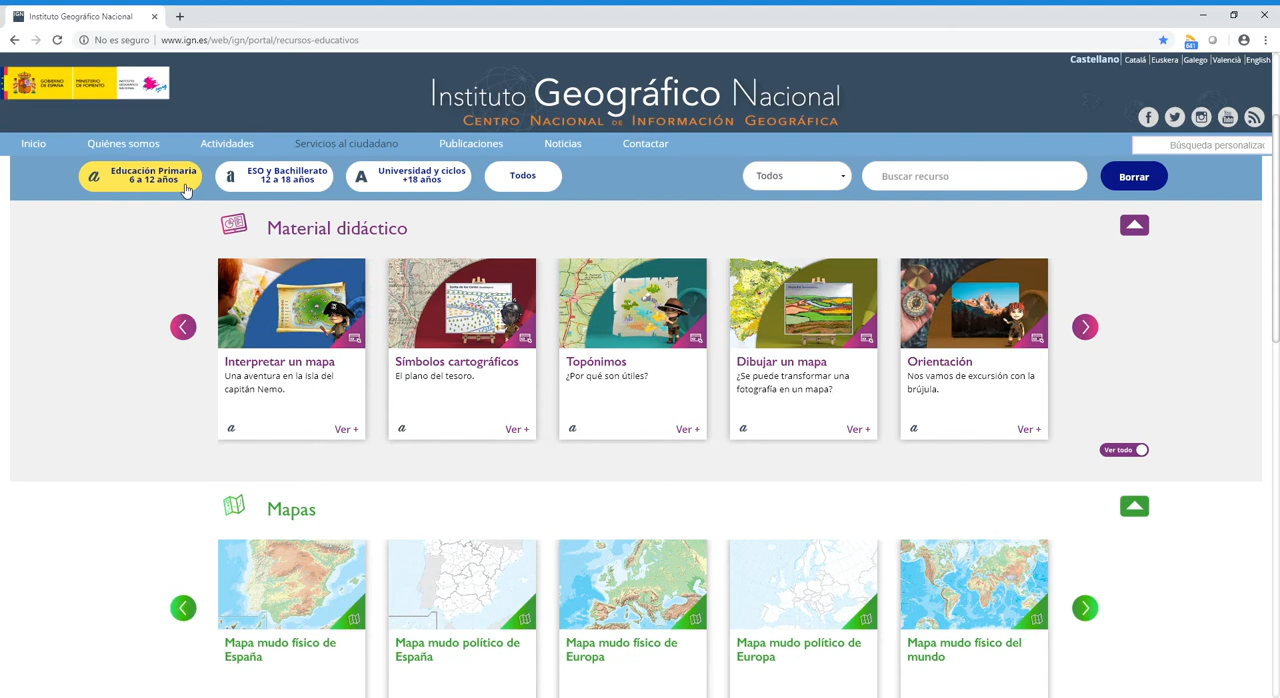 Instituto Geográfico Nacional
No es seguro | www.ign.es/web/ign/portal/recursos-educativos
Castellano | Català | Euskera | Galego | Valencià | English
GOBIERNO DE ESPAÑA
MINISTERIO DE FOMENTO
Instituto Geográfico Nacional
CENTRO NACIONAL DE INFORMACIÓN GEOGRÁFICA
Inicio Quiénes somos Actividades Servicios al ciudadano Publicaciones Noticias Contactar Búsqueda personalizac
a Educación Primaria
6 a 12 años
a ESO y Bachillerato
12 a 18 años
A Universidad y ciclos
+18 años
Todos
Todos
Buscar recurso
Borrar
Material didáctico
Interpretar un mapa
Una aventura en la isla del
capitán Nemo.
a Ver +
Símbolos cartográficos
El plano del tesoro.
a Ver +
Topónimos
¿Por qué son útiles?
a Ver +
Dibujar un mapa
¿Se puede transformar una
fotografía en un mapa?
a Ver +
Orientación
Nos vamos de excursión con la
brújula.
a Ver +
Ver todo
Mapas
Mapa mudo físico de
España
Mapa mudo político de
España
Mapa mudo físico de
Europa
Mapa mudo político de
Europa
Mapa mudo físico del
mundo